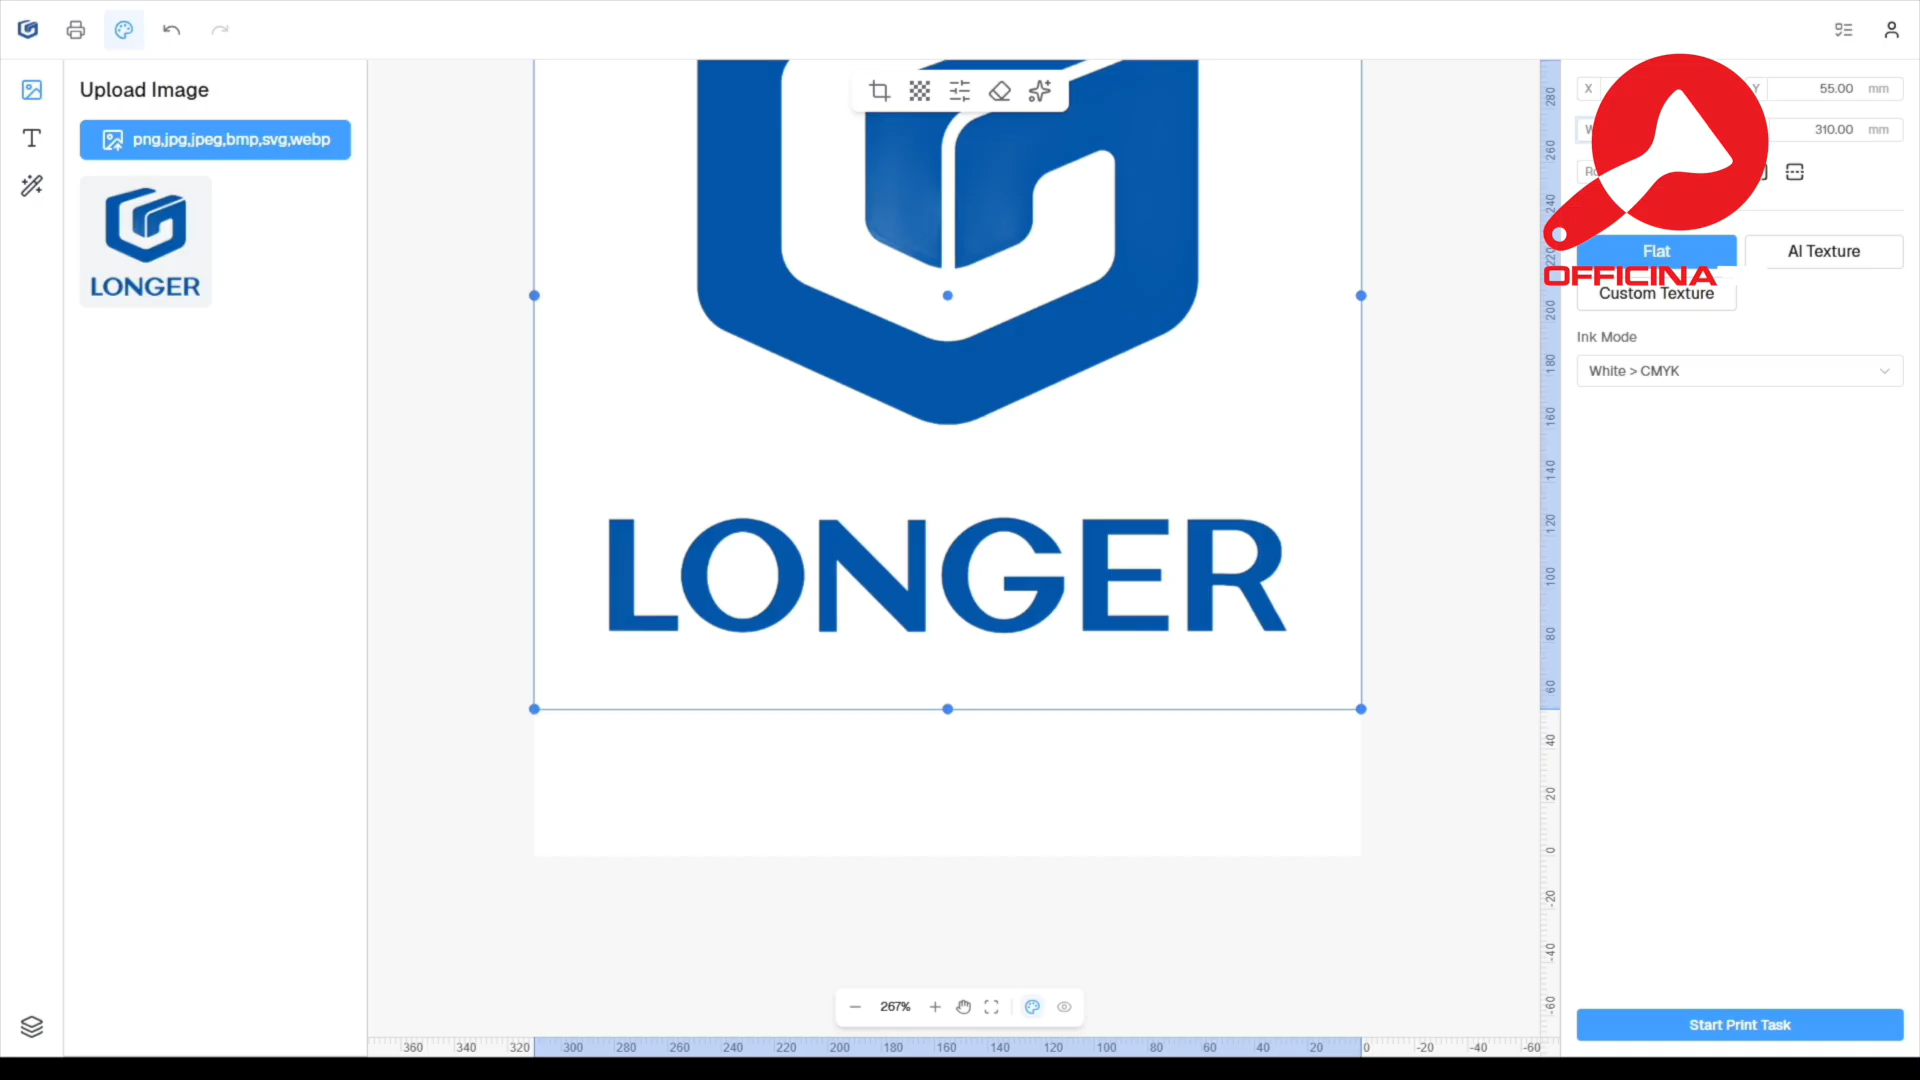 Upload Image
png,jpg,jpeg,bmp,svg,webp
LONGER
LONGER
267%
X
Y
55.00 mm
310.00 mm
Flat
AI Texture
OFFICINA
Custom Texture
Ink Mode
White > CMYK
Start Print Task
280
260
240
220
200
180
160
140
120
100
80
60
40
20
0
-20
-40
-60
360 340 320 300 280 260 240 220 200 180 160 140 120 100 80 60 40 20 0 -20 -40 -60